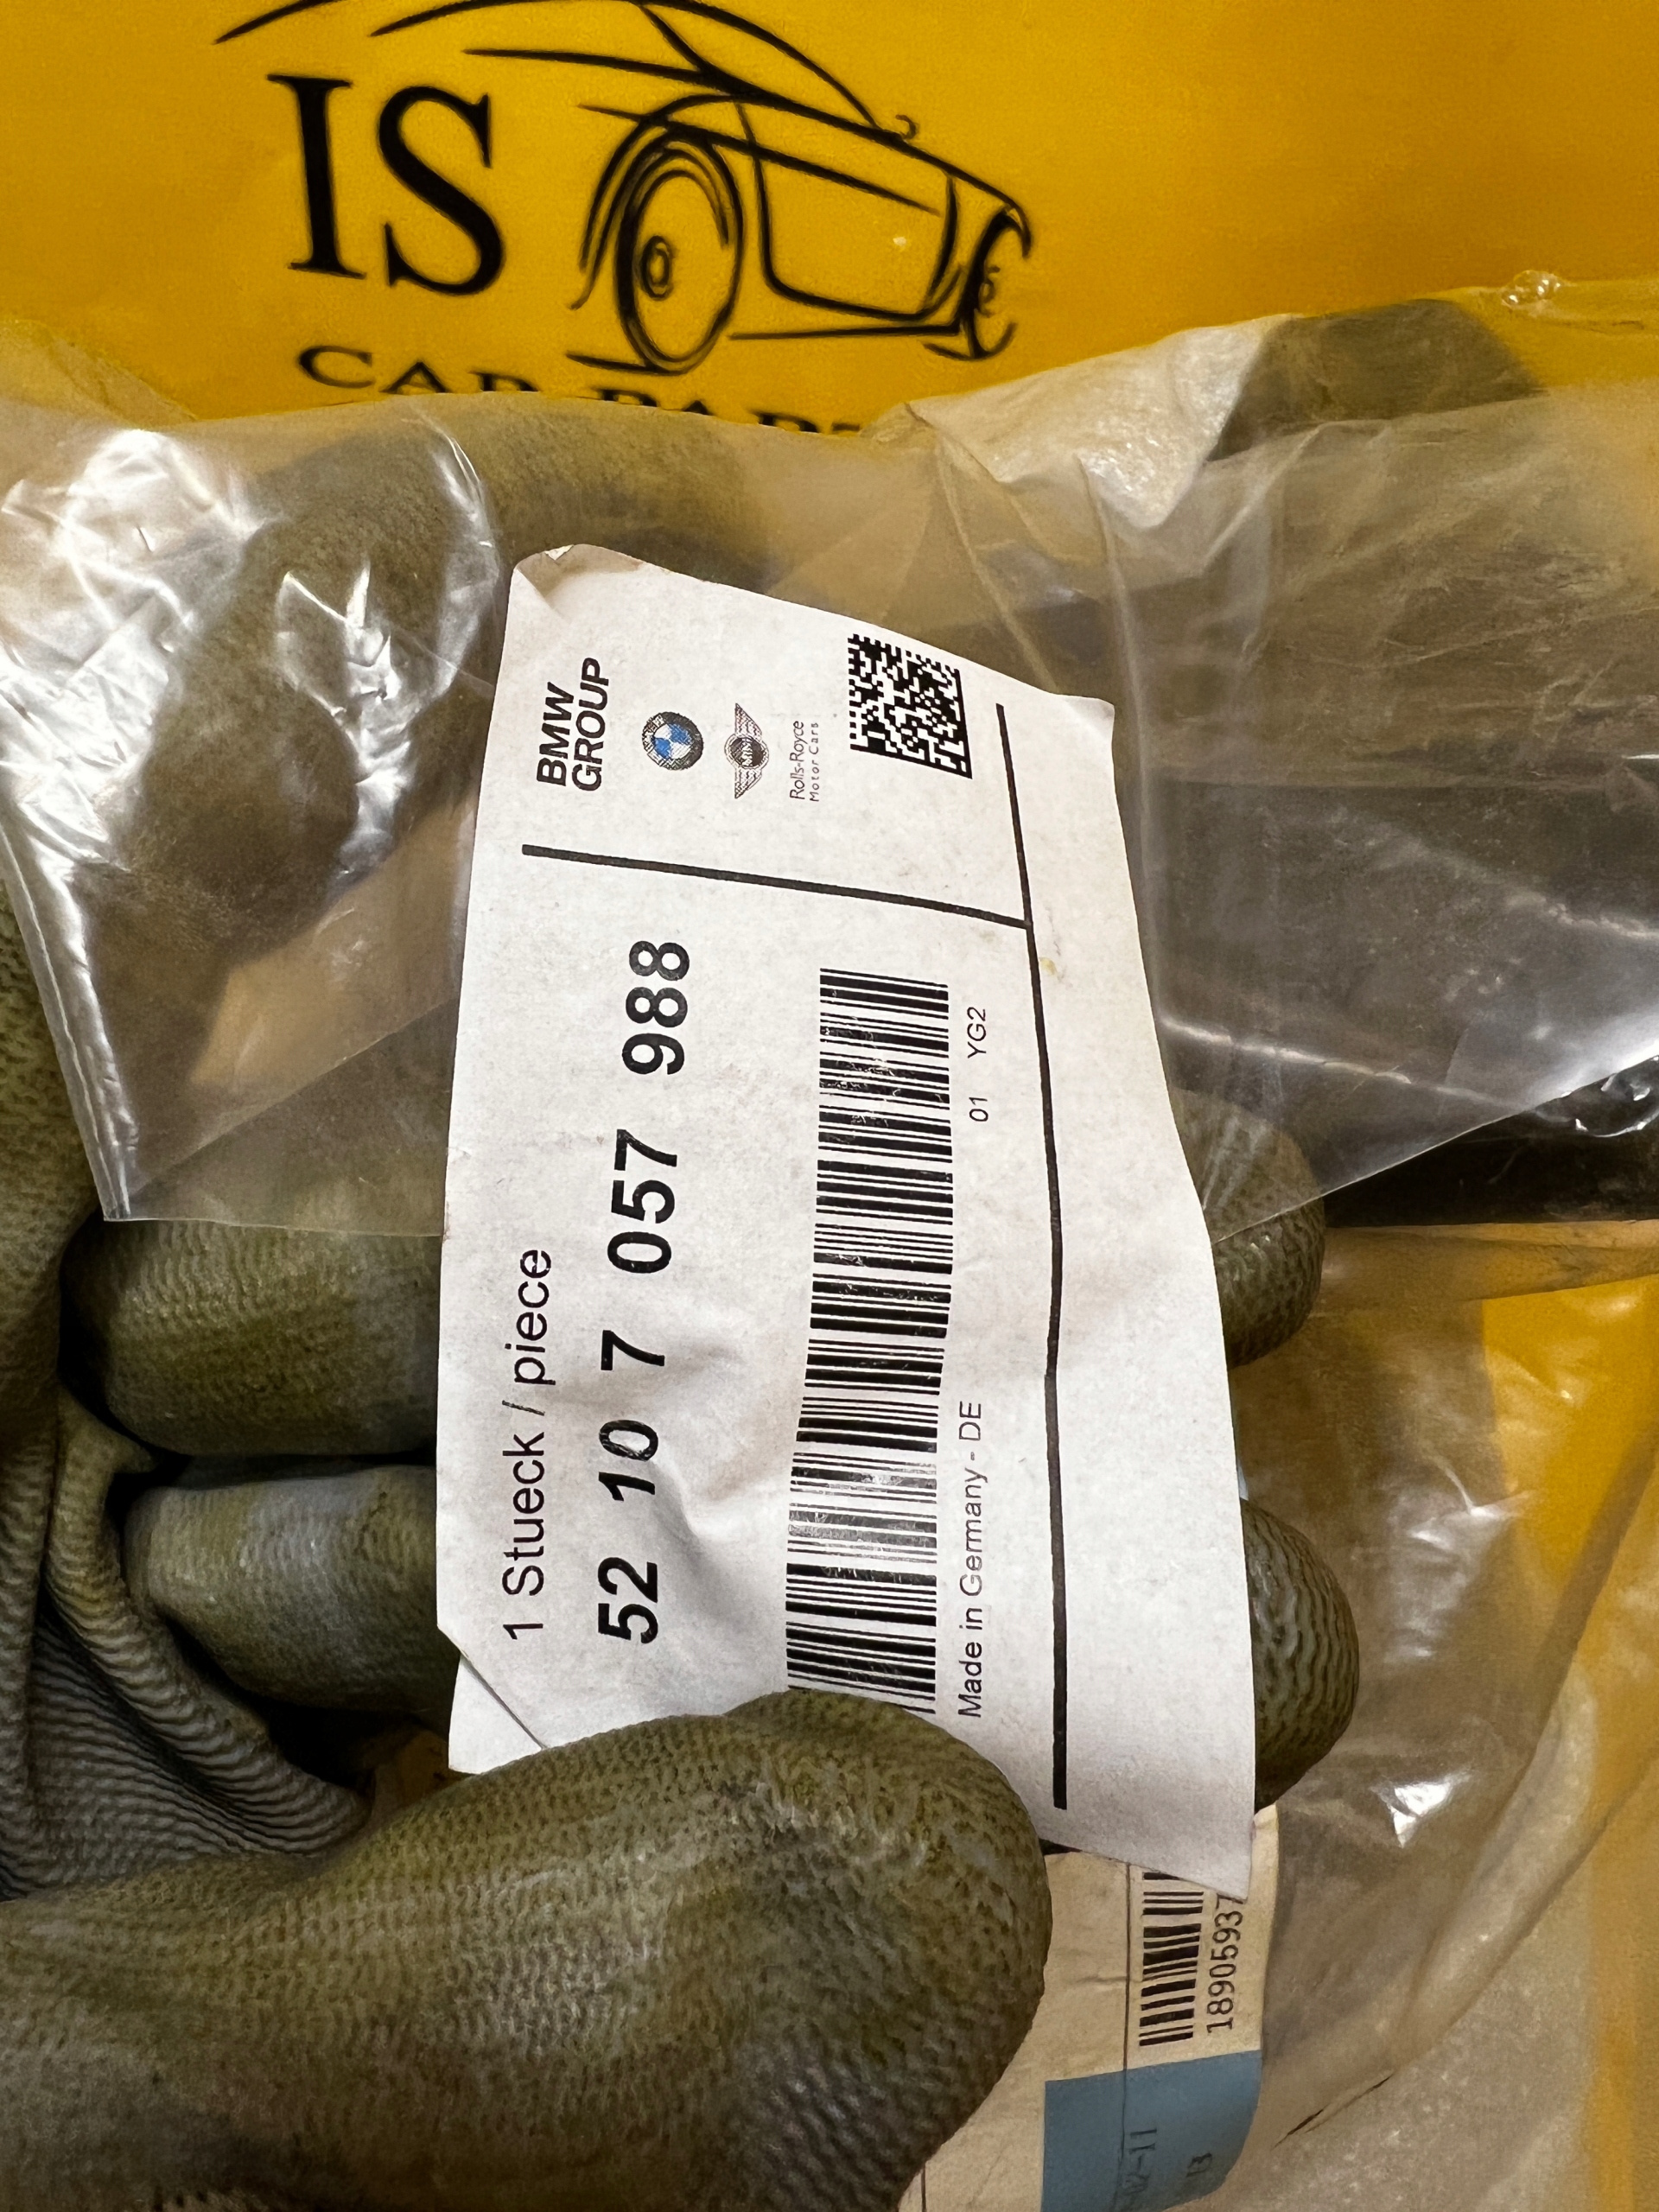 IS
BMW
GROUP
MINI
Rolls-Royce
Motor Cars
1 Stueck / piece
52 10 7 057 988
Made in Germany - DE 01 YG2